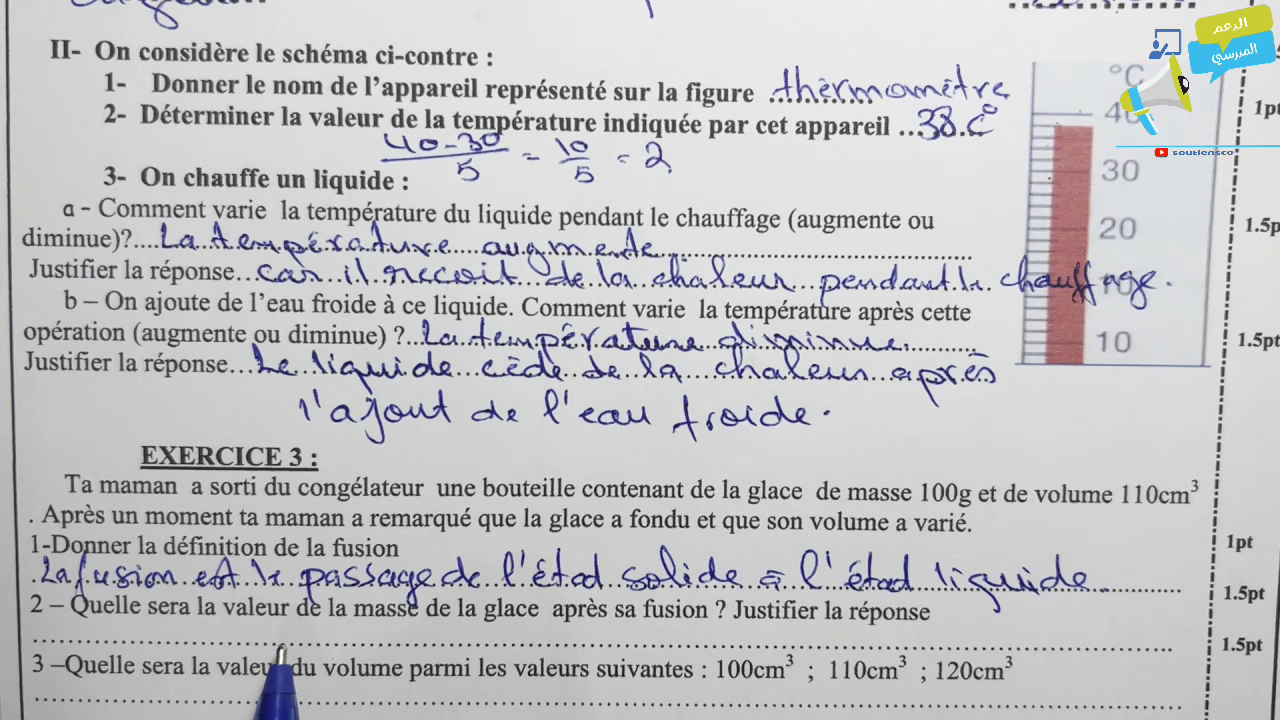 الدعم
المدرسي
soutiensco
II- On considère le schéma ci-contre :
1- Donner le nom de l'appareil représenté sur la figure ..thèrmomètre
2- Déterminer la valeur de la température indiquée par cet appareil ..38.c°
40-30/5 = 10/5 = 2
3- On chauffe un liquide :
a - Comment varie la température du liquide pendant le chauffage (augmente ou
diminue)?....La température augmente..
Justifier la réponse...car il recoit de la chaleur pendant le chauffage.
b – On ajoute de l'eau froide à ce liquide. Comment varie la température après cette
opération (augmente ou diminue) ?..La température diminue.
Justifier la réponse...Le liquide cède de la chaleur après
l'ajout de l'eau froide.
°C
40
30
20
10
10
1pt
1.5p
1.5pt
EXERCICE 3 :
Ta maman a sorti du congélateur une bouteille contenant de la glace de masse 100g et de volume 110cm³
. Après un moment ta maman a remarqué que la glace a fondu et que son volume a varié.
1-Donner la définition de la fusion
1pt
.La fusion est le passage de l'état solide à l'état liquide.
1.5pt
2 – Quelle sera la valeur de la masse de la glace après sa fusion ? Justifier la réponse
1.5pt
3 –Quelle sera la valeur du volume parmi les valeurs suivantes : 100cm³ ; 110cm³ ; 120cm³